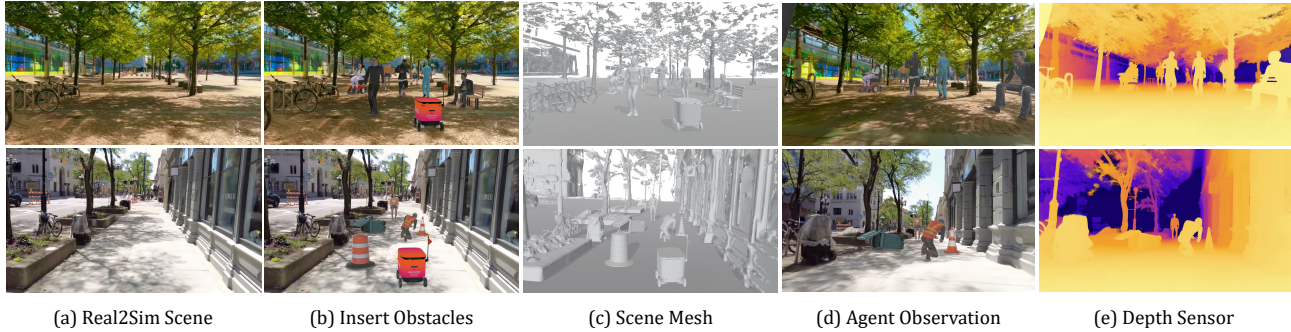 (a) Real2Sim Scene
(b) Insert Obstacles
(c) Scene Mesh
(d) Agent Observation
(e) Depth Sensor